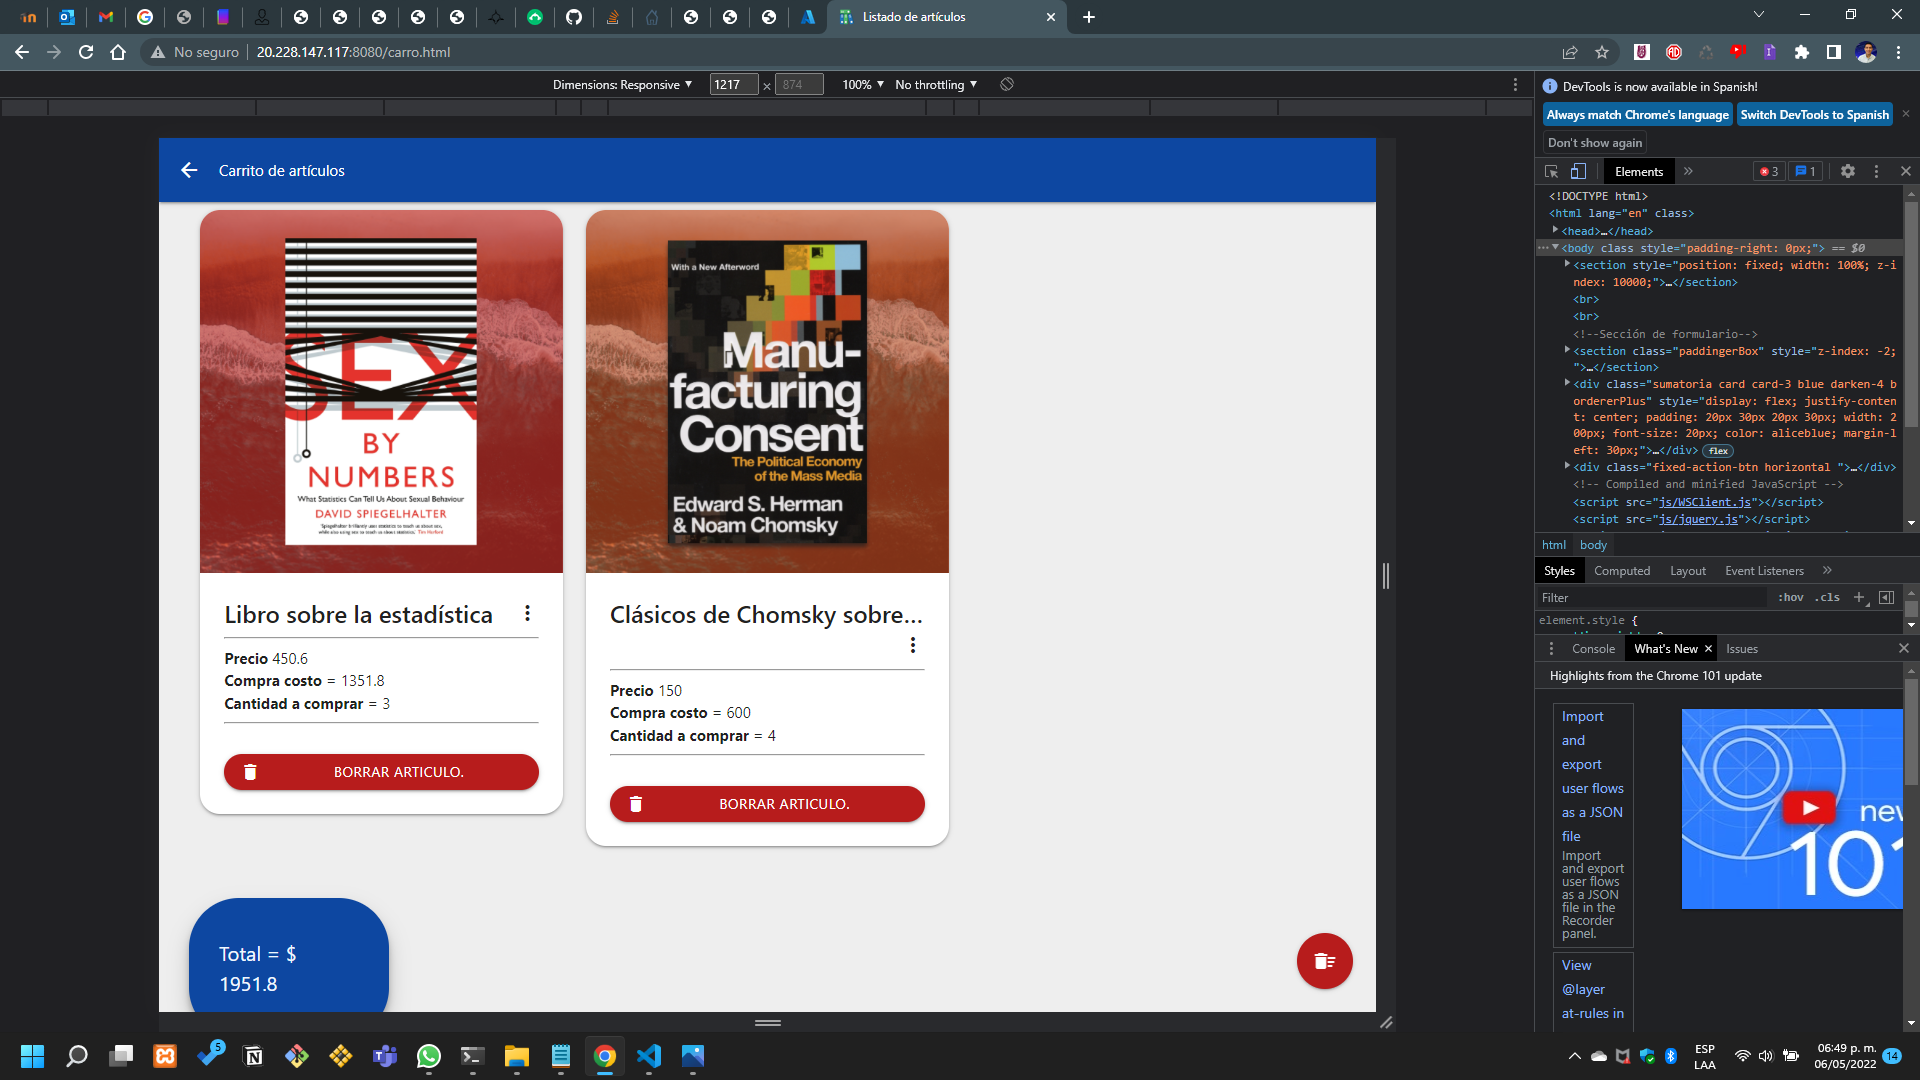 Listado de artículos
No seguro
20.228.147.117:8080/carro.html
Dimensions: Responsive
1217
×
874
100%
No throttling
Carrito de artículos
SEX
BY
NUMBERS
What Statistics Can Tell Us About Sexual Behaviour
DAVID SPIEGELHALTER
With a New Afterword
Manu-
facturing
Consent
The Political Economy
of the Mass Media
Edward S. Herman
& Noam Chomsky
Libro sobre la estadística
Precio 450.6
Compra costo = 1351.8
Cantidad a comprar = 3
BORRAR ARTICULO.
Clásicos de Chomsky sobre...
Precio 150
Compra costo = 600
Cantidad a comprar = 4
BORRAR ARTICULO.
Total = $
1951.8
DevTools is now available in Spanish!
Always match Chrome's language
Switch DevTools to Spanish
Don't show again
Elements
3
1
<!DOCTYPE html>
<html lang="en" class>
<head>…</head>
<body class style="padding-right: 0px;"> == $0
<section style="position: fixed; width: 100%; z-i
ndex: 10000;">…</section>
<br>
<br>
<!--Sección de formulario-->
<section class="paddingerBox" style="z-index: -2;
">…</section>
<div class="sumatoria card card-3 blue darken-4 b
ordererPlus" style="display: flex; justify-conten
t: center; padding: 20px 30px 20px 30px; width: 2
00px; font-size: 20px; color: aliceblue; margin-l
eft: 30px;">…</div> flex
<div class="fixed-action-btn horizontal ">…</div>
<!-- Compiled and minified JavaScript -->
<script src="js/WSClient.js"></script>
<script src="js/jquery.js"></script>
html
body
Styles
Computed
Layout
Event Listeners
Filter
:hov
.cls
element.style {
Console
What's New
Issues
Highlights from the Chrome 101 update
Import
and
export
user flows
as a JSON
file
Import
and export
user flows
as a JSON
file in the
Recorder
panel.
new
101
View
@layer
at-rules in
5
ESP
LAA
06:49 p. m.
06/05/2022
14